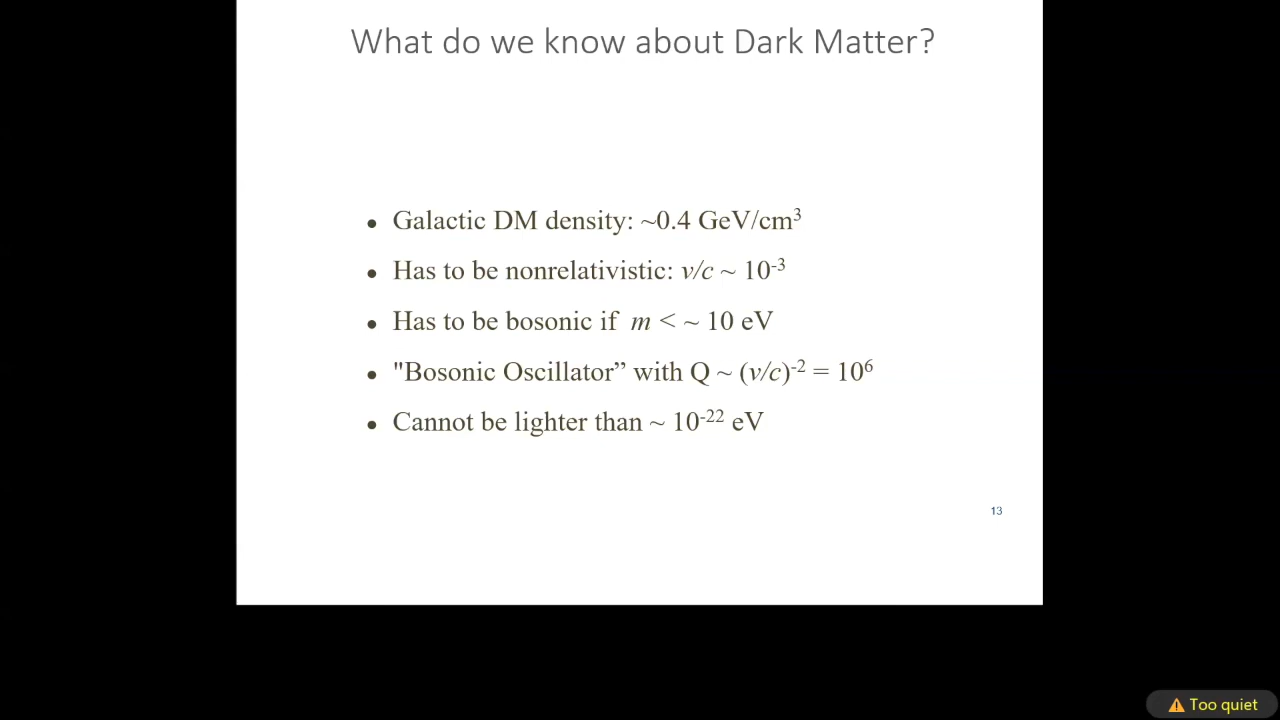 What do we know about Dark Matter?
• Galactic DM density: ~0.4 GeV/cm³
• Has to be nonrelativistic: v/c ~ 10⁻³
• Has to be bosonic if m < ~ 10 eV
• "Bosonic Oscillator” with Q ~ (v/c)⁻² = 10⁶
• Cannot be lighter than ~ 10⁻²² eV
13
Too quiet